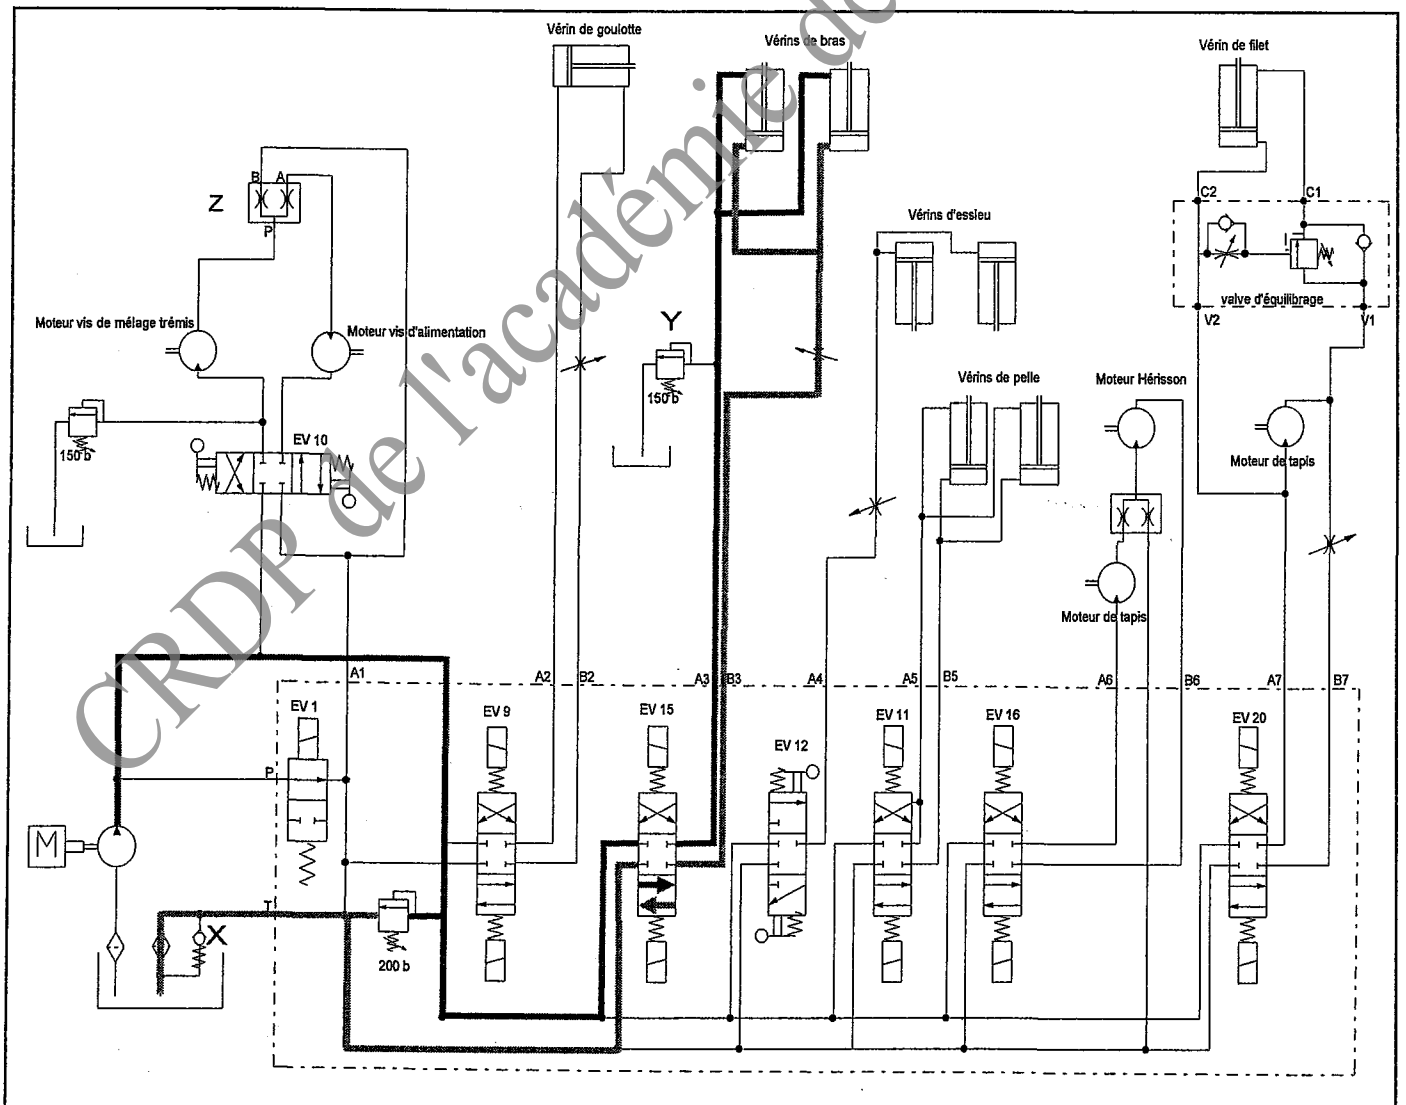 Vérin de goulotte
Vérins de bras
Vérin de filet
B A
Z
P
C2
C1
Vérins d'essieu
valve d'équilibrage
V2
V1
Moteur vis de mélage trémis
Moteur vis d'alimentation
Y
150 b
Vérins de pelle
Moteur Hérisson
150 b
EV 10
Moteur de tapis
Moteur de tapis
A1
A2
B2
A3
B3
A4
A5
B5
A6
B6
A7
B7
EV 1
EV 9
EV 15
EV 12
EV 11
EV 16
EV 20
P
M
T
X
200 b
CRDP de l'académie de